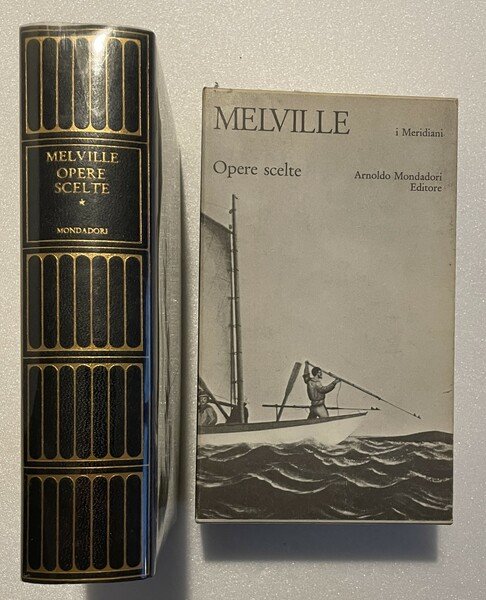 MELVILLE
OPERE
SCELTE
*
MONDADORI
MELVILLE
i Meridiani
Opere scelte
Arnoldo Mondadori
Editore